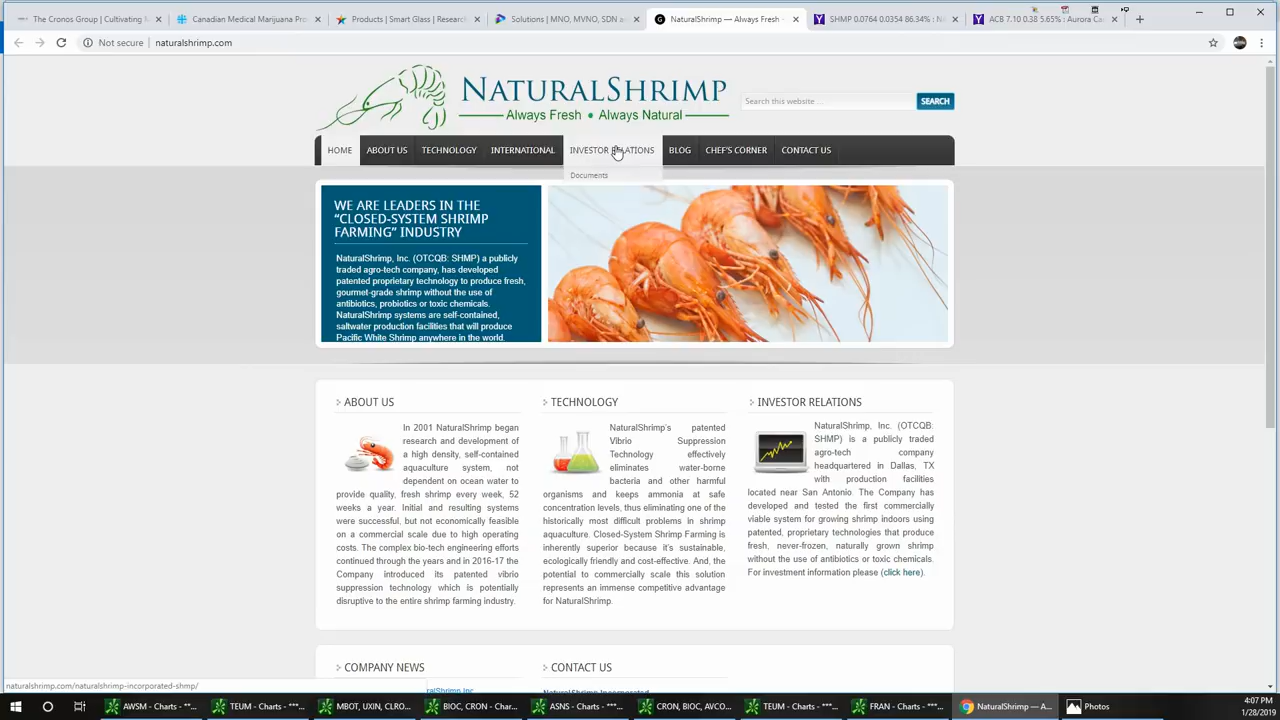 The Cronos Group | Cultivating M
Canadian Medical Marijuana Pro
Products | Smart Glass | Researc
Solutions | MNO, MVNO, SDN a
NaturalShrimp — Always Fresh
SHMP 0.0764 0.0354 86.34% : N
ACB 7.10 0.38 5.65% : Aurora Ca
Not secure | naturalshrimp.com
NATURALSHRIMP
Always Fresh • Always Natural
Search this website ...
SEARCH
HOME
ABOUT US
TECHNOLOGY
INTERNATIONAL
INVESTOR RELATIONS
BLOG
CHEF'S CORNER
CONTACT US
Documents
WE ARE LEADERS IN THE
“CLOSED-SYSTEM SHRIMP
FARMING” INDUSTRY
NaturalShrimp, Inc. (OTCQB: SHMP) a publicly
traded agro-tech company, has developed
patented proprietary technology to produce fresh,
gourmet-grade shrimp without the use of
antibiotics, probiotics or toxic chemicals.
NaturalShrimp systems are self-contained,
saltwater production facilities that will produce
Pacific White Shrimp anywhere in the world.
ABOUT US
In 2001 NaturalShrimp began
research and development of
a high density, self-contained
aquaculture system, not
dependent on ocean water to
provide quality, fresh shrimp every week, 52
weeks a year. Initial and resulting systems
were successful, but not economically feasible
on a commercial scale due to high operating
costs. The complex bio-tech engineering efforts
continued through the years and in 2016-17 the
Company introduced its patented vibrio
suppression technology which is potentially
disruptive to the entire shrimp farming industry.
TECHNOLOGY
NaturalShrimp's patented
Vibrio Suppression
Technology effectively
eliminates water-borne
bacteria and other harmful
organisms and keeps ammonia at safe
concentration levels, thus eliminating one of the
historically most difficult problems in shrimp
aquaculture. Closed-System Shrimp Farming is
inherently superior because it's sustainable,
ecologically friendly and cost-effective. And, the
potential to commercially scale this solution
represents an immense competitive advantage
for NaturalShrimp.
INVESTOR RELATIONS
NaturalShrimp, Inc. (OTCQB:
SHMP) is a publicly traded
agro-tech company
headquartered in Dallas, TX
with production facilities
located near San Antonio. The Company has
developed and tested the first commercially
viable system for growing shrimp indoors using
patented, proprietary technologies that produce
fresh, never-frozen, naturally grown shrimp
without the use of antibiotics or toxic chemicals.
For investment information please (click here).
COMPANY NEWS
CONTACT US
NaturalShrimp Incorporated
naturalshrimp.com/naturalshrimp-incorporated-shmp/
AWSM - Charts - ***...
TEUM - Charts - ***...
MBOT, UXIN, CLRO...
BIOC, CRON - Char...
ASNS - Charts - ***...
CRON, BIOC, AVCO...
TEUM - Charts - ***...
FRAN - Charts - ***...
NaturalShrimp — A...
Photos
4:07 PM
1/28/2019